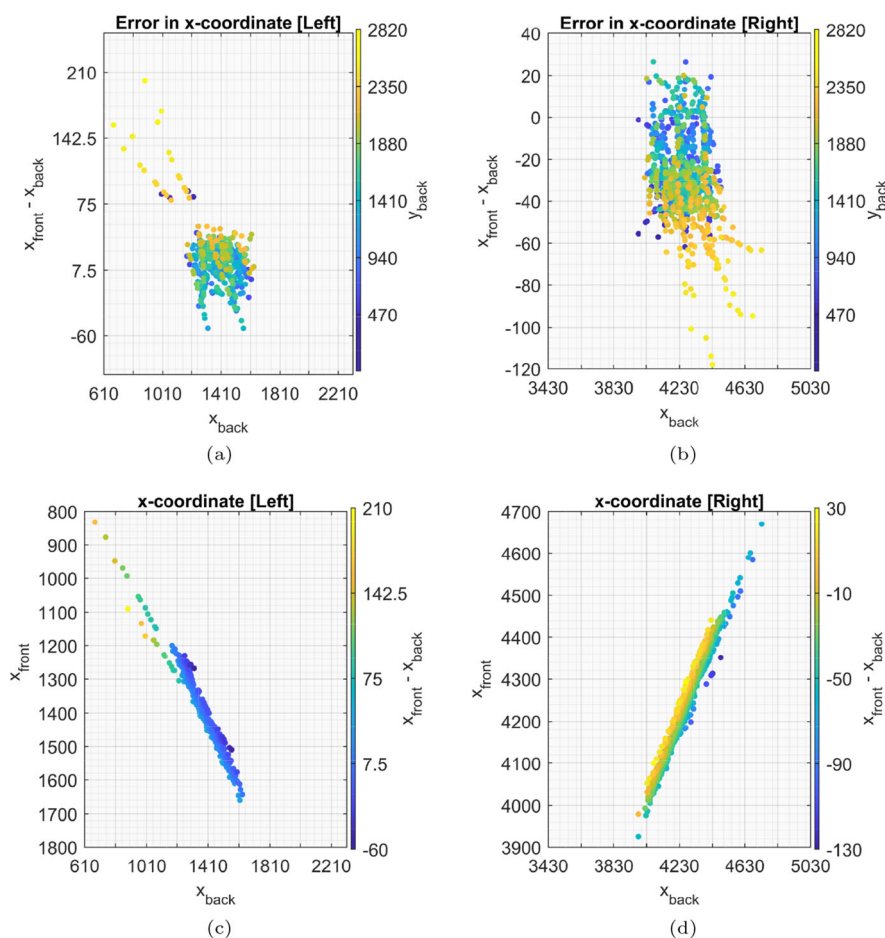 Error in x-coordinate [Left]
210
142.5
75
7.5
-60
x_front - x_back
610 1010 1410 1810 2210
x_back
2820
2350
1880
1410
940
470
y_back
(a)
Error in x-coordinate [Right]
40
20
0
-20
-40
-60
-80
-100
-120
x_front - x_back
3430 3830 4230 4630 5030
x_back
2820
2350
1880
1410
940
470
y_back
(b)
x-coordinate [Left]
800
900
1000
1100
1200
1300
1400
1500
1600
1700
1800
x_front
610 1010 1410 1810 2210
x_back
210
142.5
75
7.5
-60
x_front - x_back
(c)
x-coordinate [Right]
4700
4600
4500
4400
4300
4200
4100
4000
3900
x_front
3430 3830 4230 4630 5030
x_back
30
-10
-50
-90
-130
x_front - x_back
(d)